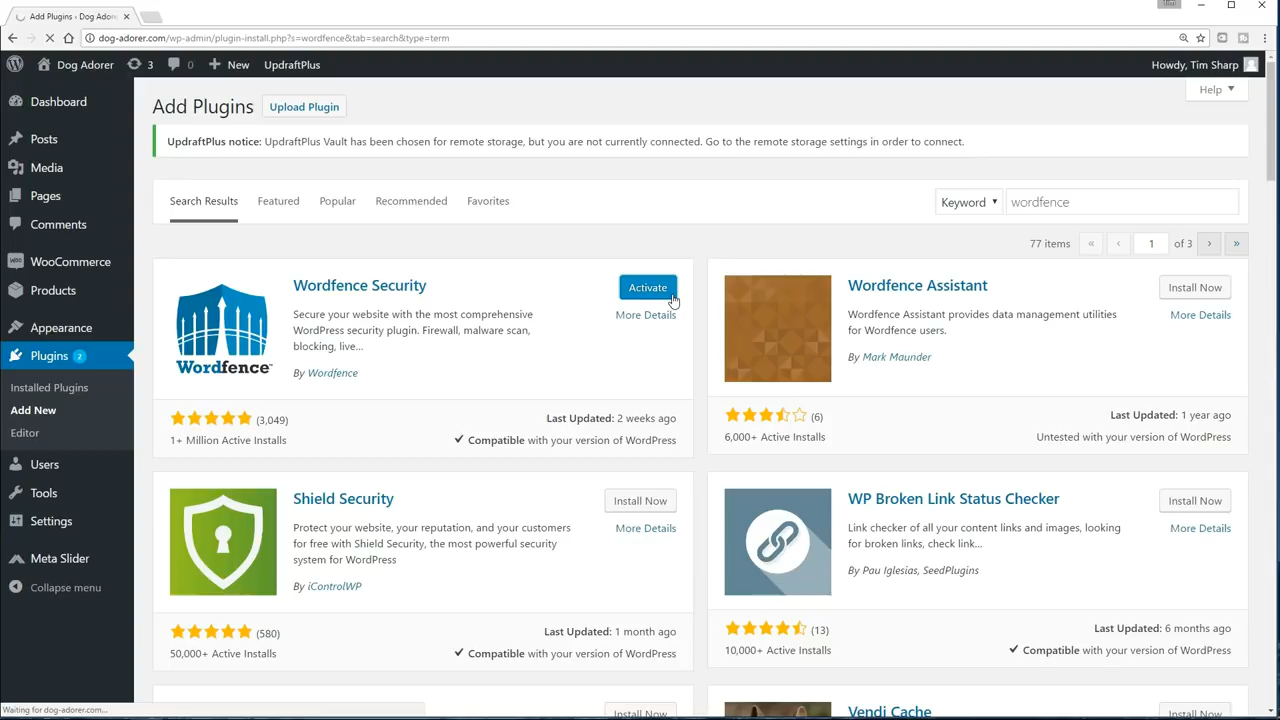 Tim
Add Plugins ‹ Dog Ador
dog-adorer.com/wp-admin/plugin-install.php?s=wordfence&tab=search&type=term
Dog Adorer 3 0 New UpdraftPlus Howdy, Tim Sharp
Dashboard
Posts
Media
Pages
Comments
WooCommerce
Products
Appearance
Plugins 2
Installed Plugins
Add New
Editor
Users
Tools
Settings
Meta Slider
Collapse menu
Help
Add Plugins Upload Plugin
UpdraftPlus notice: UpdraftPlus Vault has been chosen for remote storage, but you are not currently connected. Go to the remote storage settings in order to connect.
Search Results Featured Popular Recommended Favorites Keyword wordfence
77 items « ‹ 1 of 3 › »
Wordfence
Wordfence Security
Activate
More Details
Secure your website with the most comprehensive
WordPress security plugin. Firewall, malware scan,
blocking, live...
By Wordfence
(3,049)
1+ Million Active Installs
Last Updated: 2 weeks ago
Compatible with your version of WordPress
Wordfence Assistant
Install Now
More Details
Wordfence Assistant provides data management utilities
for Wordfence users.
By Mark Maunder
(6)
6,000+ Active Installs
Last Updated: 1 year ago
Untested with your version of WordPress
Shield Security
Install Now
More Details
Protect your website, your reputation, and your customers
for free with Shield Security, the most powerful security
system for WordPress
By iControlWP
(580)
50,000+ Active Installs
Last Updated: 1 month ago
Compatible with your version of WordPress
WP Broken Link Status Checker
Install Now
More Details
Link checker of all your content links and images, looking
for broken links, check link...
By Pau Iglesias, SeedPlugins
(13)
10,000+ Active Installs
Last Updated: 6 months ago
Compatible with your version of WordPress
Install Now
Vendi Cache
Install Now
Waiting for dog-adorer.com...